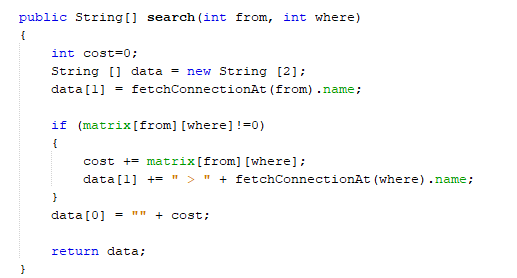 public String[] search(int from, int where)
{
int cost=0;
String [] data = new String [2];
data[1] = fetchConnectionAt(from).name;
if (matrix[from][where]!=0)
{
cost += matrix[from][where];
data[1] += " > " + fetchConnectionAt(where).name;
}
data[0] = "" + cost;
return data;
}